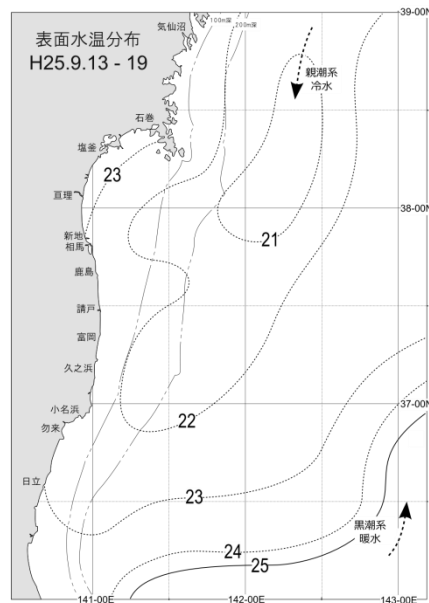 表面水温分布
H25.9.13 - 19
気仙沼
100m深
200m深
39-00N
親潮系
冷水
石巻
塩釜
23
亘理
38-00N
新地
相馬
21
鹿島
請戸
富岡
久之浜
小名浜
37-00N
勿来
22
日立
23
黒潮系
暖水
24
25
141-00E
142-00E
143-00E